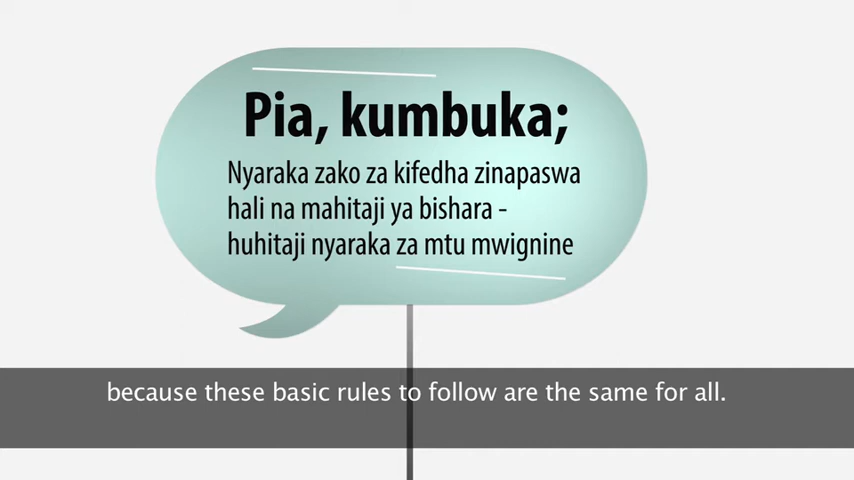 Pia, kumbuka;
Nyaraka zako za kifedha zinapaswa
hali na mahitaji ya bishara -
huhitaji nyaraka za mtu mwignine
because these basic rules to follow are the same for all.